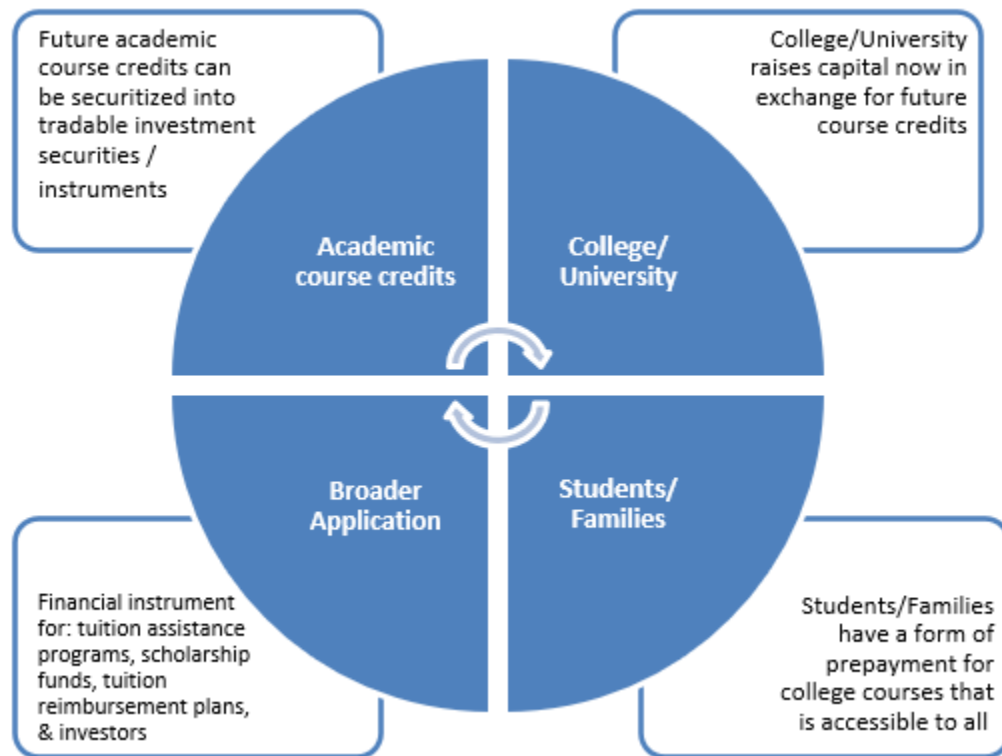 Future academic
course credits can
be securitized into
tradable investment
securities /
instruments
College/University
raises capital now in
exchange for future
course credits
Academic
course credits
College/
University
Broader
Application
Students/
Families
Financial instrument
for: tuition assistance
programs, scholarship
funds, tuition
reimbursement plans,
& investors
Students/Families
have a form of
prepayment for
college courses that
is accessible to all